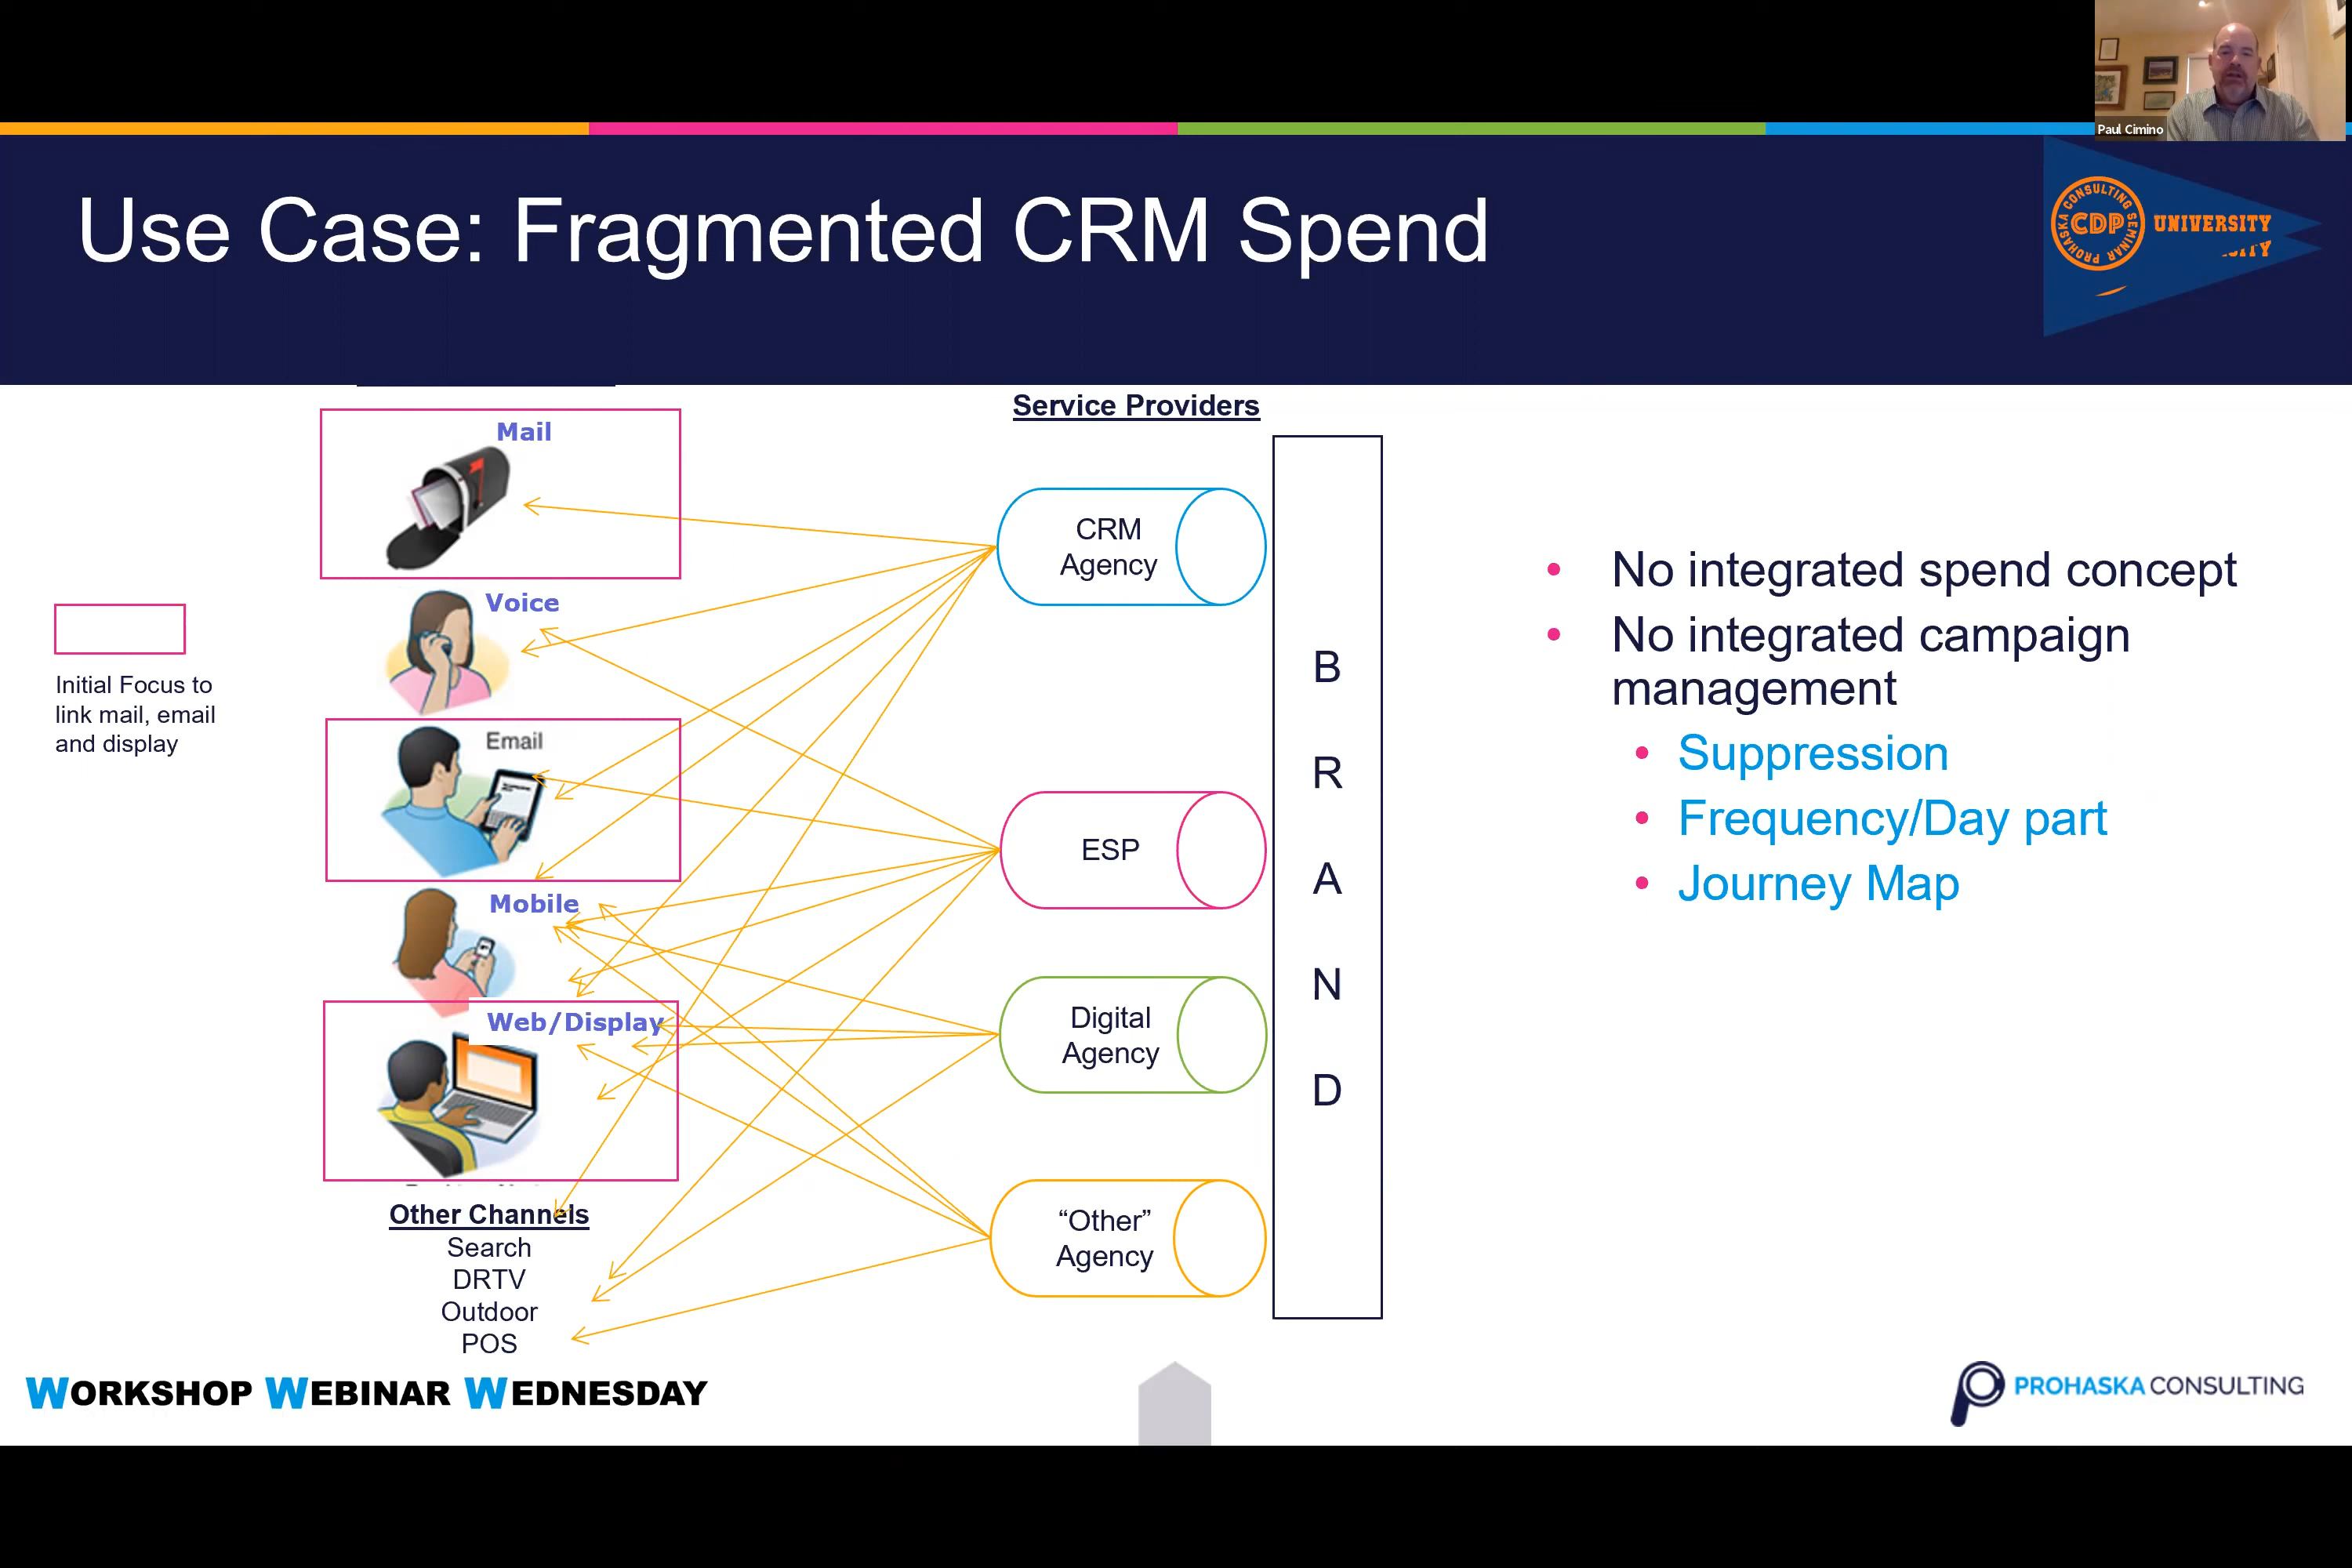 Paul Cimino
Use Case: Fragmented CRM Spend
PROHASKA CONSULTING SEMINAR
CDP
UNIVERSITY
Service Providers
Mail
Voice
Email
Mobile
Web/Display
Initial Focus to
link mail, email
and display
Other Channels
Search
DRTV
Outdoor
POS
CRM
Agency
ESP
Digital
Agency
“Other”
Agency
B
R
A
N
D
• No integrated spend concept
• No integrated campaign
management
• Suppression
• Frequency/Day part
• Journey Map
WORKSHOP WEBINAR WEDNESDAY
PROHASKA CONSULTING